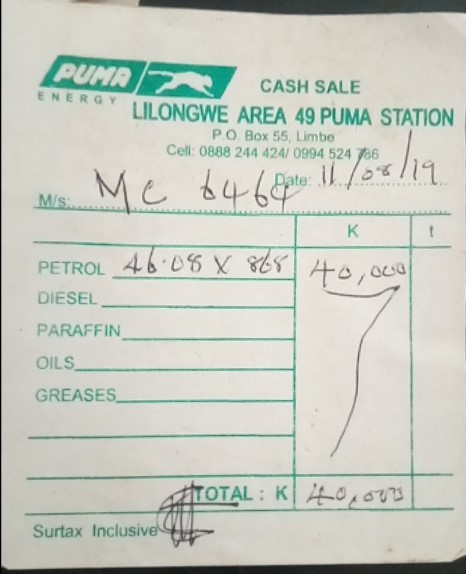 PUMA
ENERGY
CASH SALE
LILONGWE AREA 49 PUMA STATION
P.O. Box 55, Limbe
Cell: 0888 244 424/ 0994 524 786
Date: 11/08/19
M/s: MC 6464
K t
PETROL 46.08 X 868 40,000
DIESEL
PARAFFIN
OILS
GREASES
TOTAL : K 40,000
Surtax Inclusive